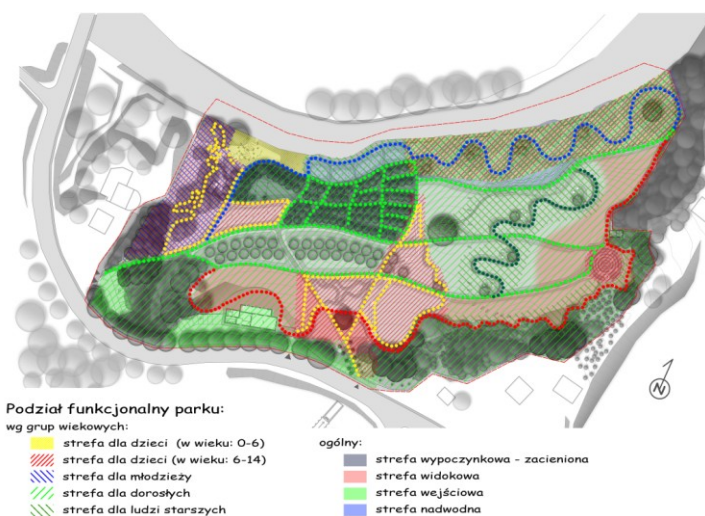 N
Podział funkcjonalny parku:
wg grup wiekowych:
strefa dla dzieci (w wieku: 0-6)
strefa dla dzieci (w wieku: 6-14)
strefa dla młodzieży
strefa dla dorosłych
strefa dla ludzi starszych
ogólny:
strefa wypoczynkowa - zacieniona
strefa widokowa
strefa wejściowa
strefa nadwodna